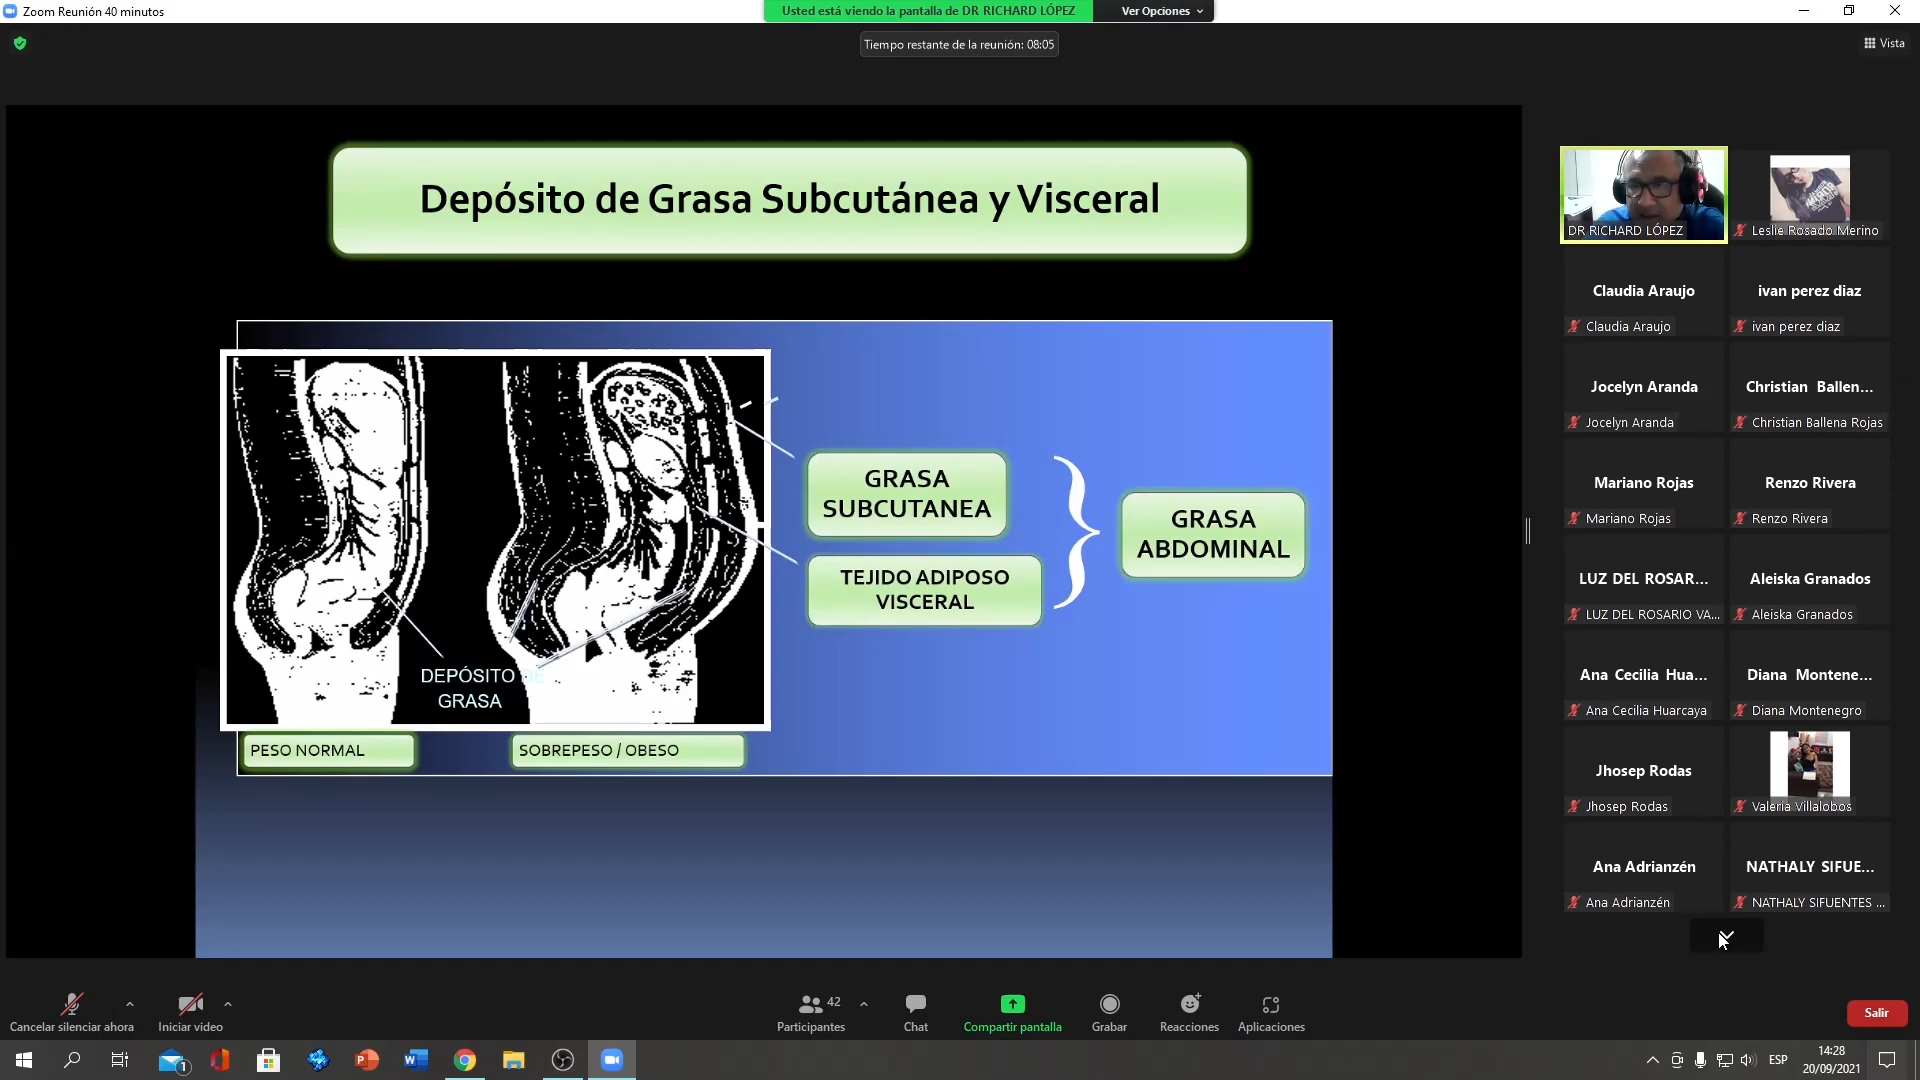 Zoom Reunión 40 minutos
Usted está viendo la pantalla de DR RICHARD LÓPEZ
Ver Opciones
Tiempo restante de la reunión: 08:05
Vista
Depósito de Grasa Subcutánea y Visceral
GRASA
SUBCUTANEA
TEJIDO ADIPOSO
VISCERAL
GRASA
ABDOMINAL
DEPÓSITO DE
GRASA
PESO NORMAL
SOBREPESO / OBESO
DR RICHARD LÓPEZ
Leslie Rosado Merino
Claudia Araujo
ivan perez diaz
Claudia Araujo
ivan perez diaz
Jocelyn Aranda
Christian Ballen...
Jocelyn Aranda
Christian Ballena Rojas
Mariano Rojas
Renzo Rivera
Mariano Rojas
Renzo Rivera
LUZ DEL ROSAR...
Aleiska Granados
LUZ DEL ROSARIO VA...
Aleiska Granados
Ana Cecilia Hua...
Diana Montene...
Ana Cecilia Huarcaya
Diana Montenegro
Jhosep Rodas
Jhosep Rodas
Valeria Villalobos
Ana Adrianzén
NATHALY SIFUE...
Ana Adrianzén
NATHALY SIFUENTES ...
Cancelar silenciar ahora
Iniciar video
42
Participantes
Chat
Compartir pantalla
Grabar
Reacciones
Aplicaciones
Salir
1
ESP
14:28
20/09/2021